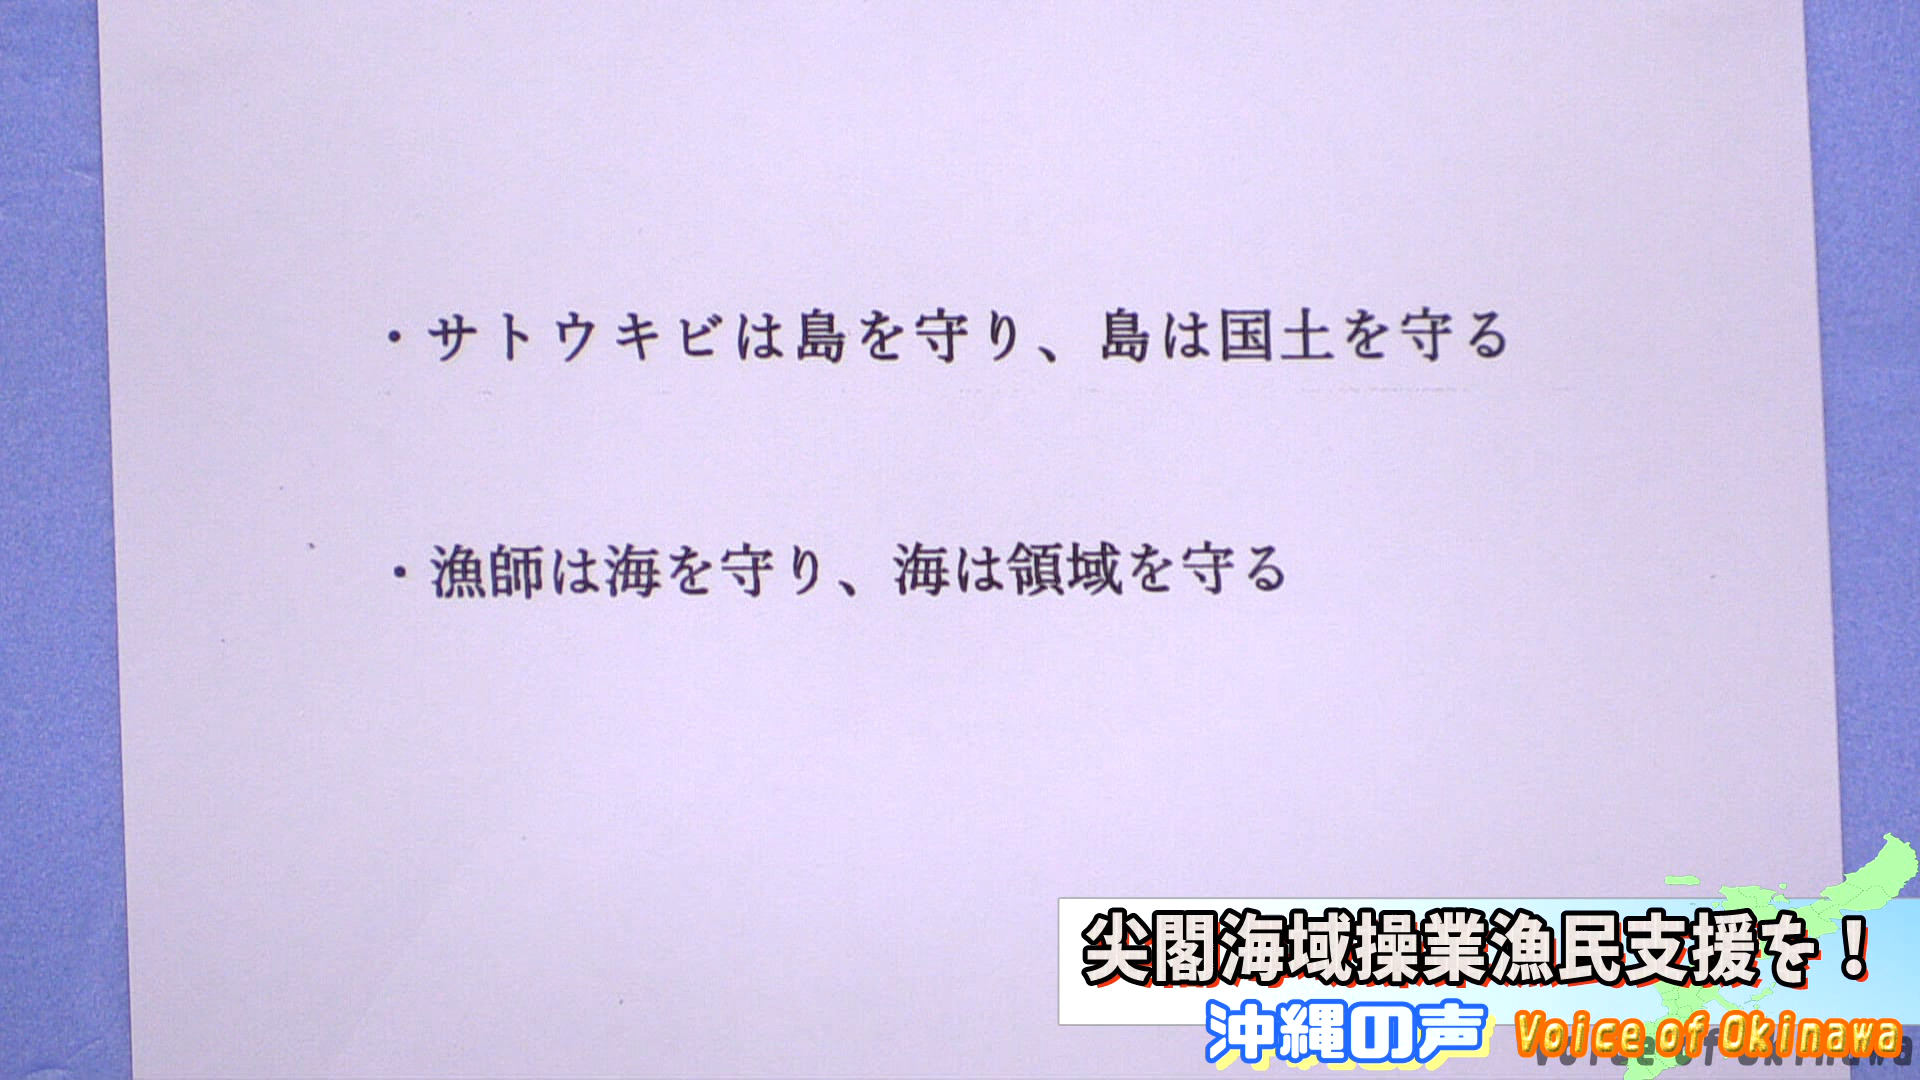 ・サトウキビは島を守り、島は国土を守る
・漁師は海を守り、海は領域を守る
尖閣海域操業漁民支援を！
沖縄の声 Voice of Okinawa